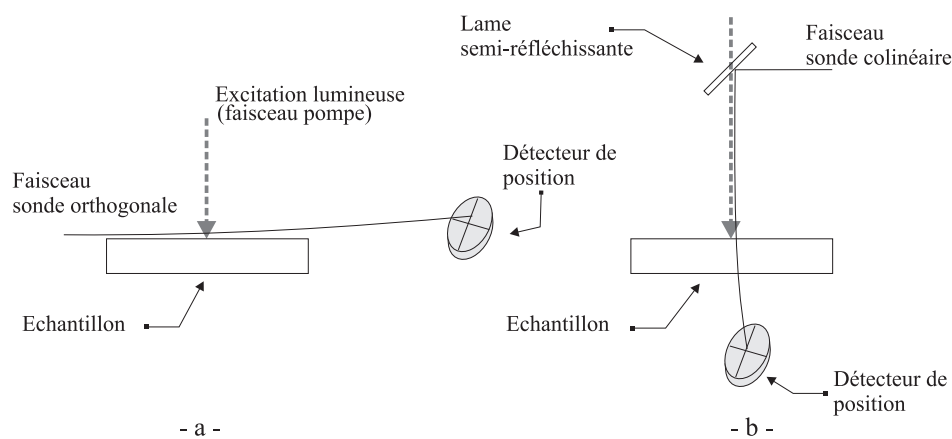 Excitation lumineuse
(faisceau pompe)
Faisceau
sonde orthogonale
Détecteur de
position
Echantillon
- a -
Lame
semi-réfléchissante
Faisceau
sonde colinéaire
Echantillon
Détecteur de
position
- b -